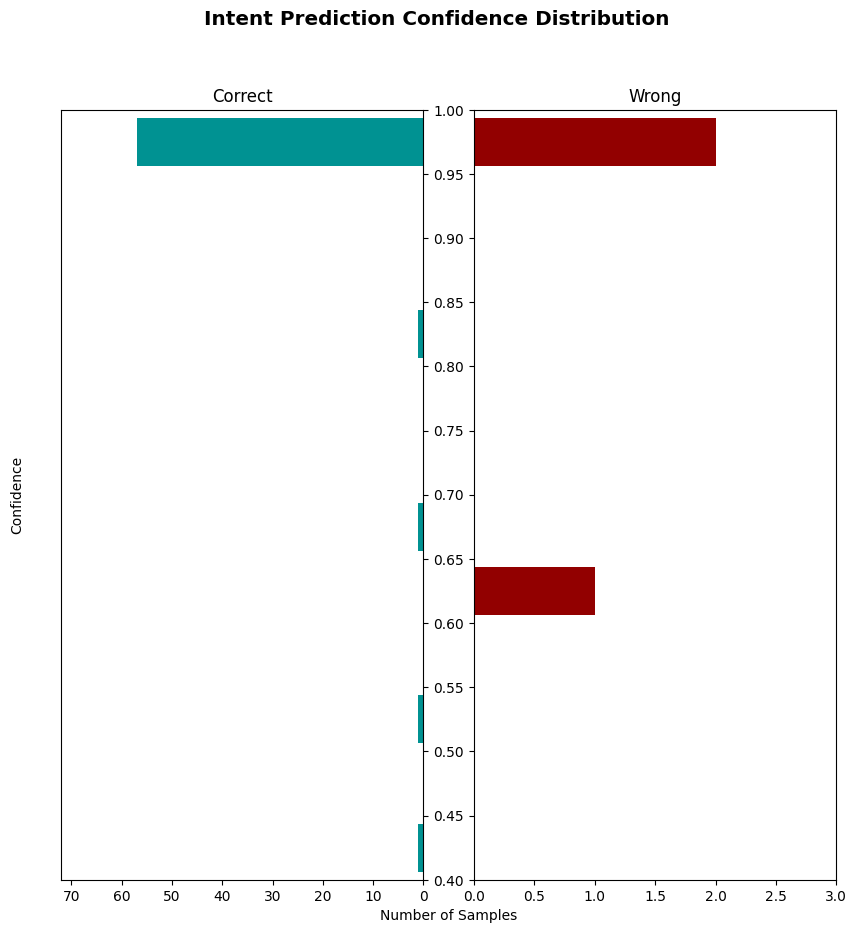 Intent Prediction Confidence Distribution
Correct
Wrong
1.00
0.95
0.90
0.85
0.80
0.75
0.70
0.65
0.60
0.55
0.50
0.45
0.40
Confidence
70 60 50 40 30 20 10 0
0.0 0.5 1.0 1.5 2.0 2.5 3.0
Number of Samples